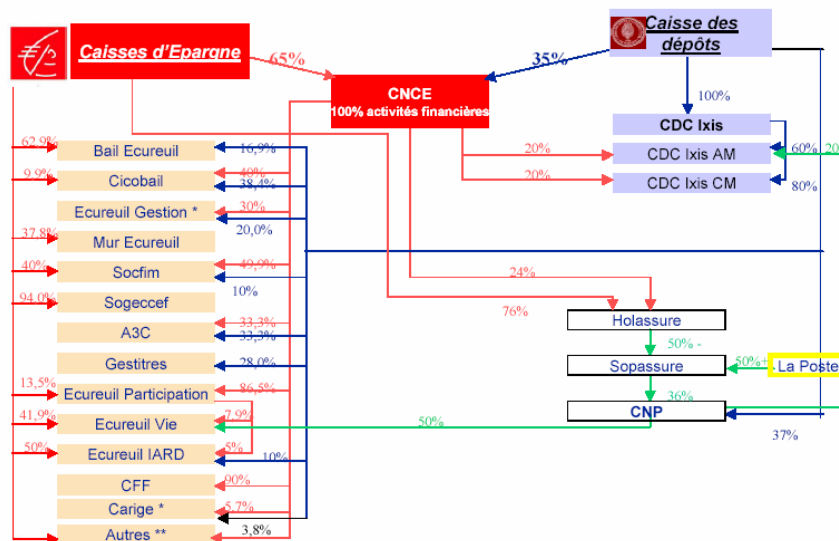 Caisses d'Epargne
Caisse des
dépôts
65%
35%
CNCE
100% activités financières
100%
CDC Ixis
62,9%
Bail Ecureuil
16,9%
20%
CDC Ixis AM
60%
20
9.9%
Cicobail
40%
38,4%
20%
CDC Ixis CM
80%
Ecureuil Gestion *
30%
20,0%
37.8%
Mur Ecureuil
40%
Socfim
49,9%
10%
24%
94.0%
Sogeccef
76%
Holassure
A3C
33,3%
33,3%
50% -
Gestitres
28,0%
Sopassure
50%+
La Poste
13,5%
Ecureuil Participation
86,5%
36%
41,9%
Ecureuil Vie
7.9%
50%
CNP
37%
50%
Ecureuil IARD
5%
10%
CFF
90%
Carige *
5,7%
Autres **
3,8%